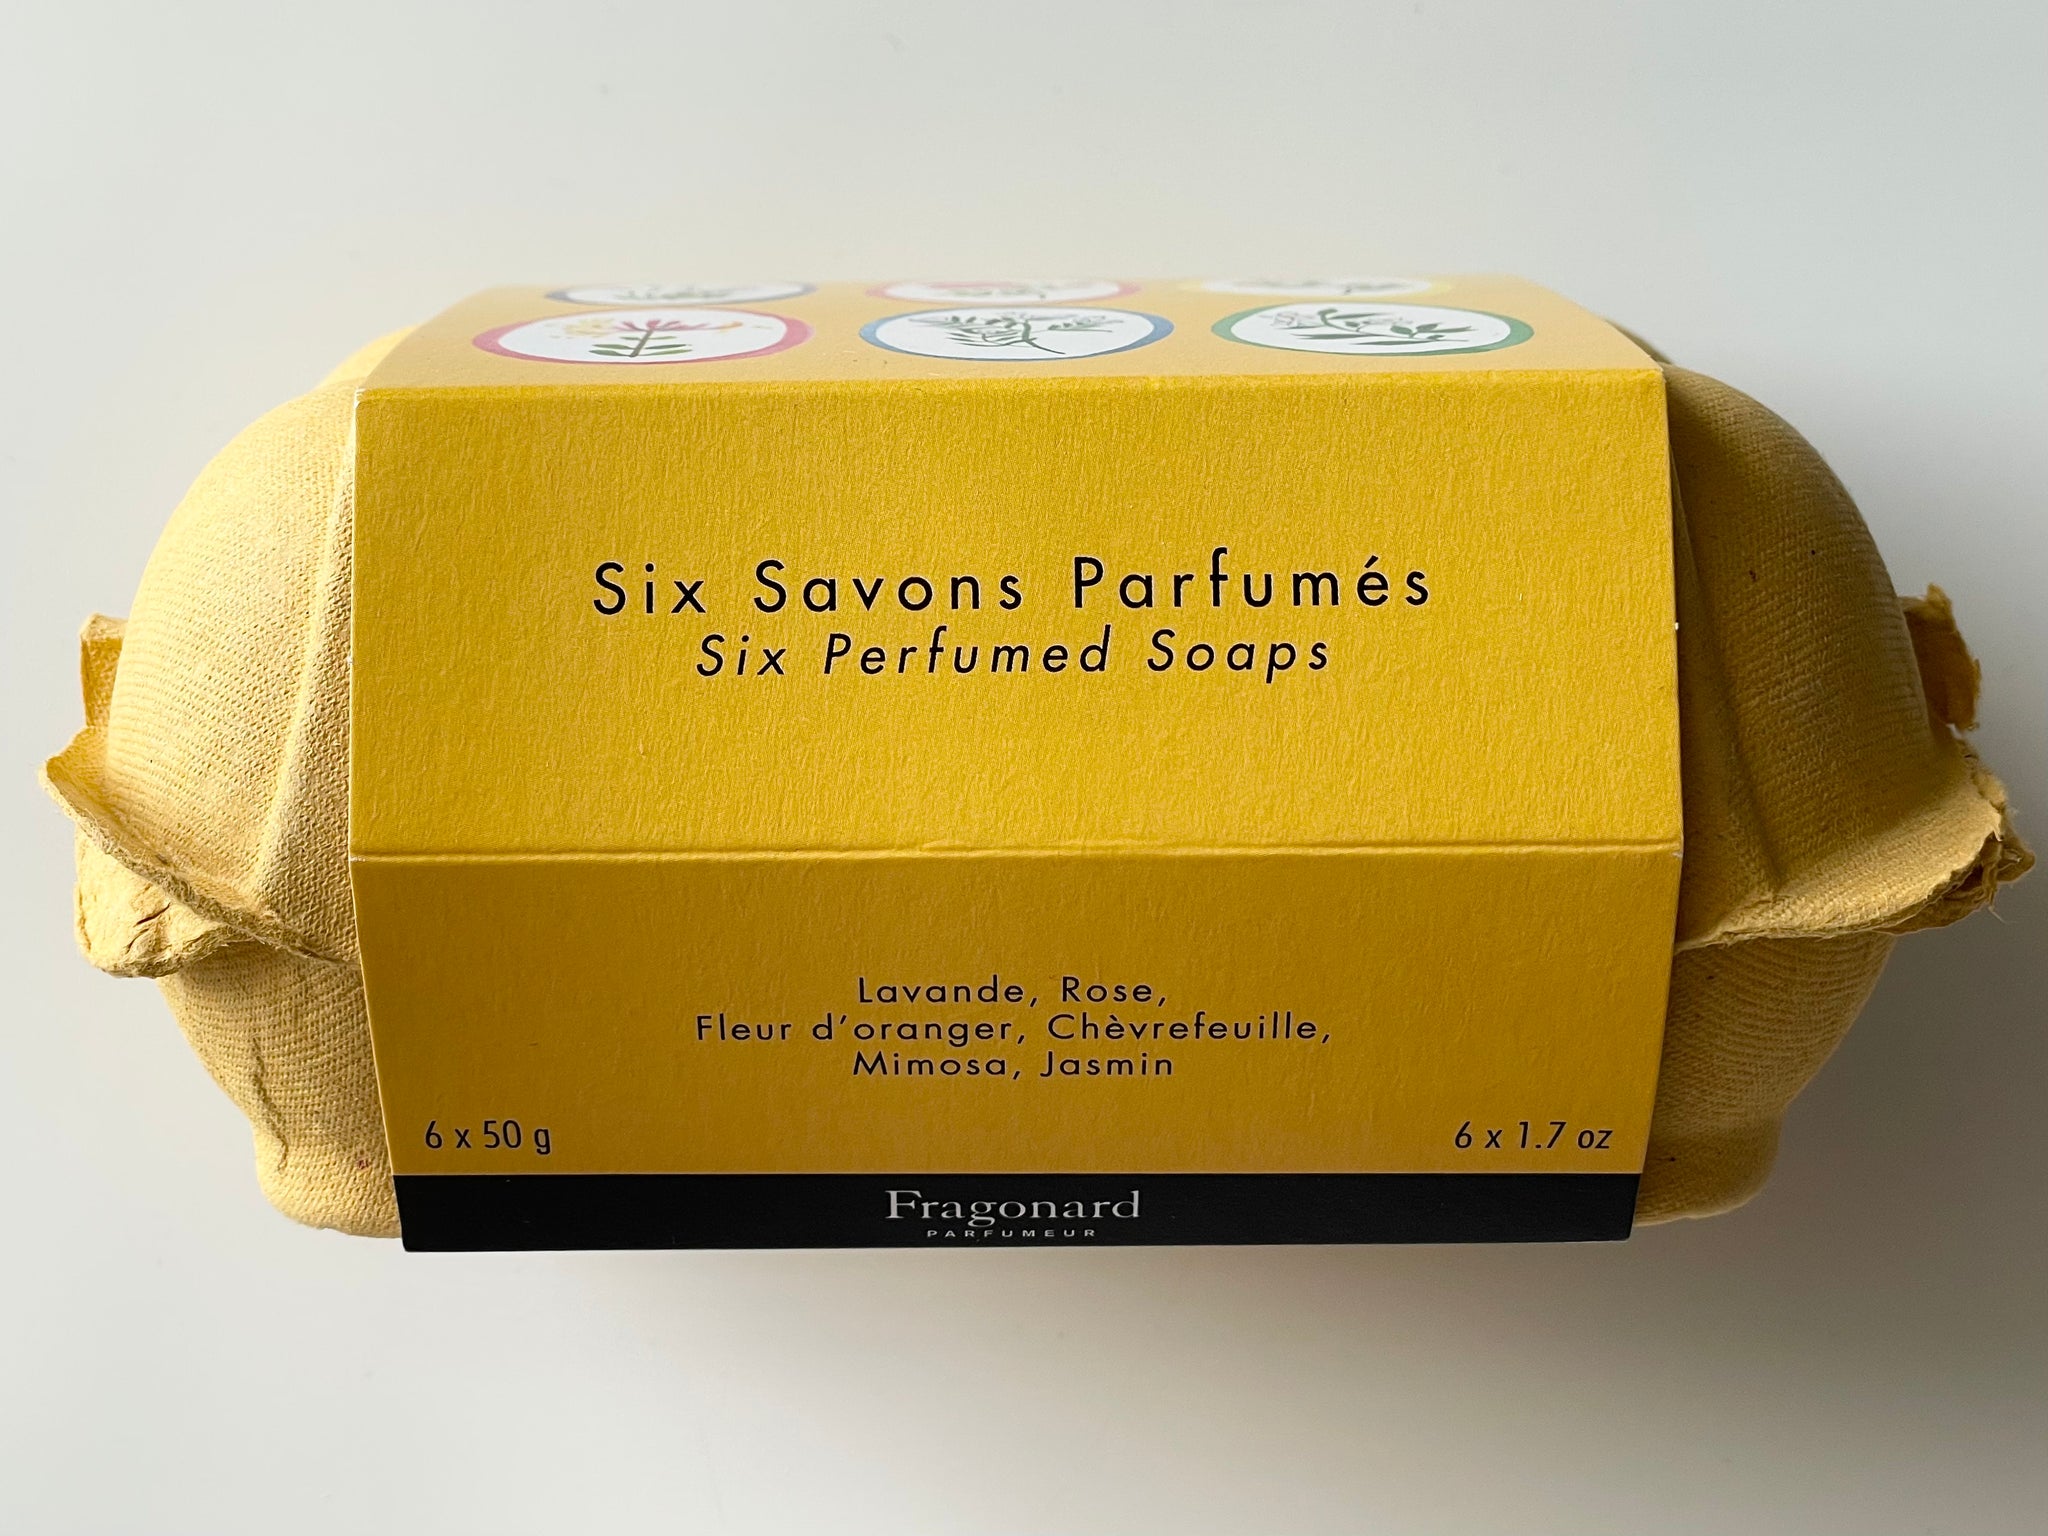 Six Savons Parfumés
Six Perfumed Soaps
Lavande, Rose,
Fleur d'oranger, Chèvrefeuille,
Mimosa, Jasmin
6 x 50 g
6 x 1.7 oz
Fragonard
PARFUMEUR